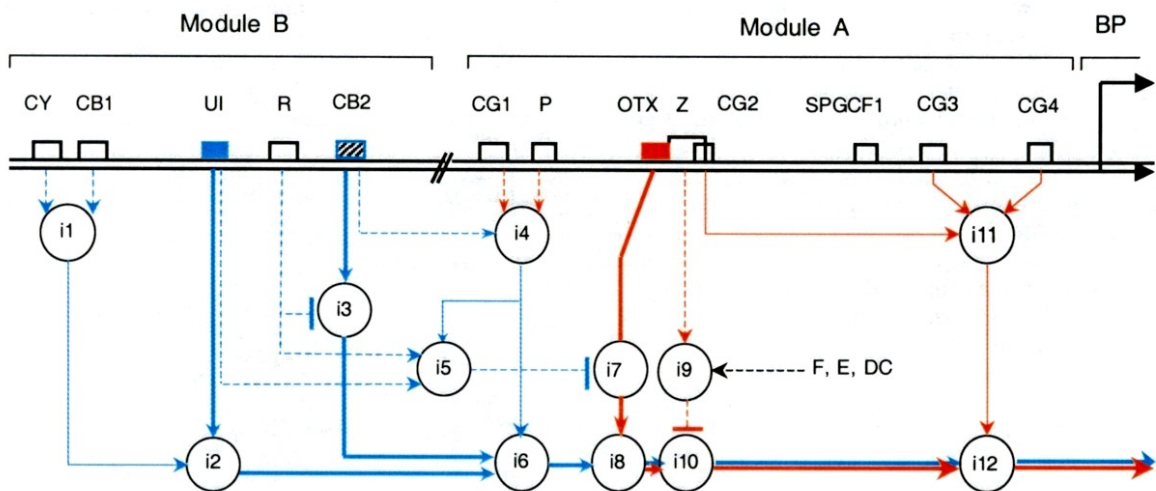 Module B Module A BP
CY CB1 UI R CB2 CG1 P OTX Z CG2 SPGCF1 CG3 CG4
i1 i4 i11
i3
i5 i7 i9 F, E, DC
i2 i6 i8 i10 i12